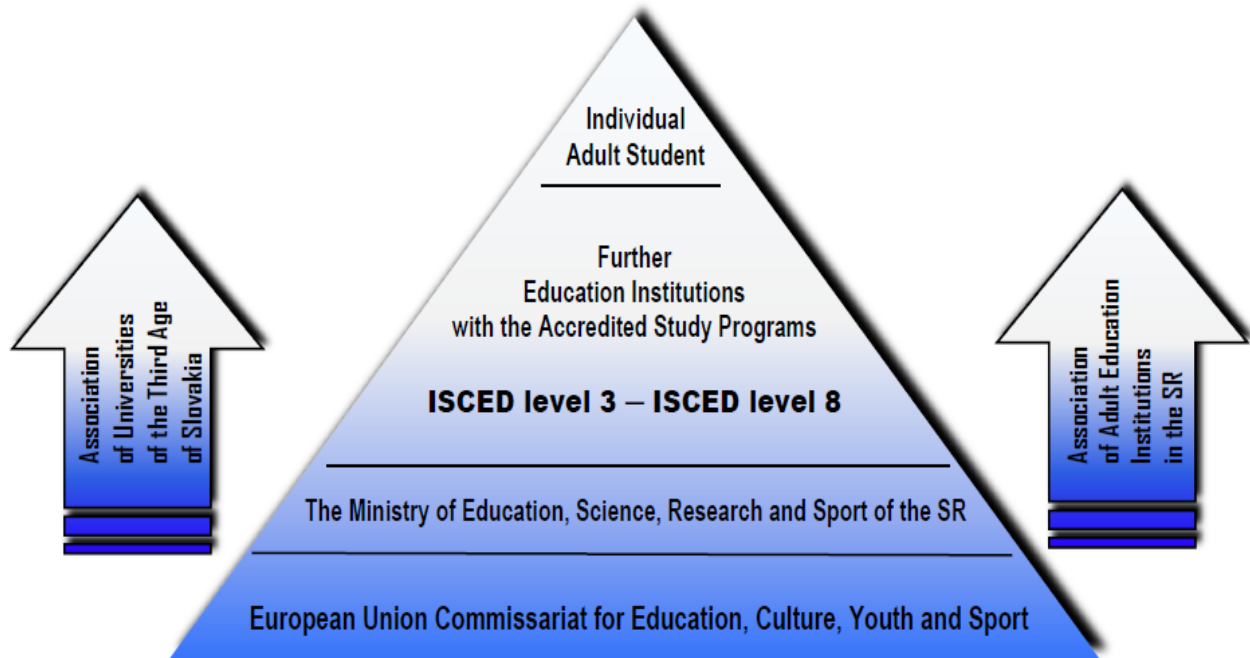 Individual
Adult Student
Further
Education Institutions
with the Accredited Study Programs
ISCED level 3 – ISCED level 8
The Ministry of Education, Science, Research and Sport of the SR
European Union Commissariat for Education, Culture, Youth and Sport
Association
of Universities
of the Third Age
of Slovakia
Association
of Adult Education
Institutions
in the SR